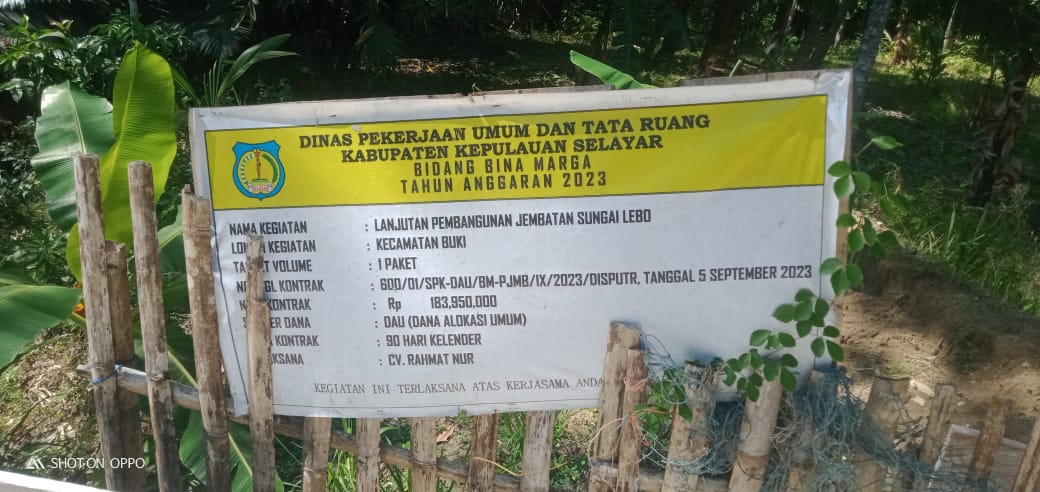 DINAS PEKERJAAN UMUM DAN TATA RUANG
KABUPATEN KEPULAUAN SELAYAR
BIDANG BINA MARGA
TAHUN ANGGARAN 2023
NAMA KEGIATAN : LANJUTAN PEMBANGUNAN JEMBATAN SUNGAI LEBO
KEGIATAN : KECAMATAN BUKI
VOLUME : 1 PAKET
KONTRAK : 600/01/SPK-DAU/BM-PJMB/IX/2023/DISPUTR, TANGGAL 5 SEPTEMBER 2023
KONTRAK : Rp 183,950,000
DANA : DAU (DANA ALOKASI UMUM)
KONTRAK : 90 HARI KELENDER
: CV. RAHMAT NUR
KEGIATAN INI TERLAKSANA ATAS KERJASAMA ANDA
SHOT ON OPPO